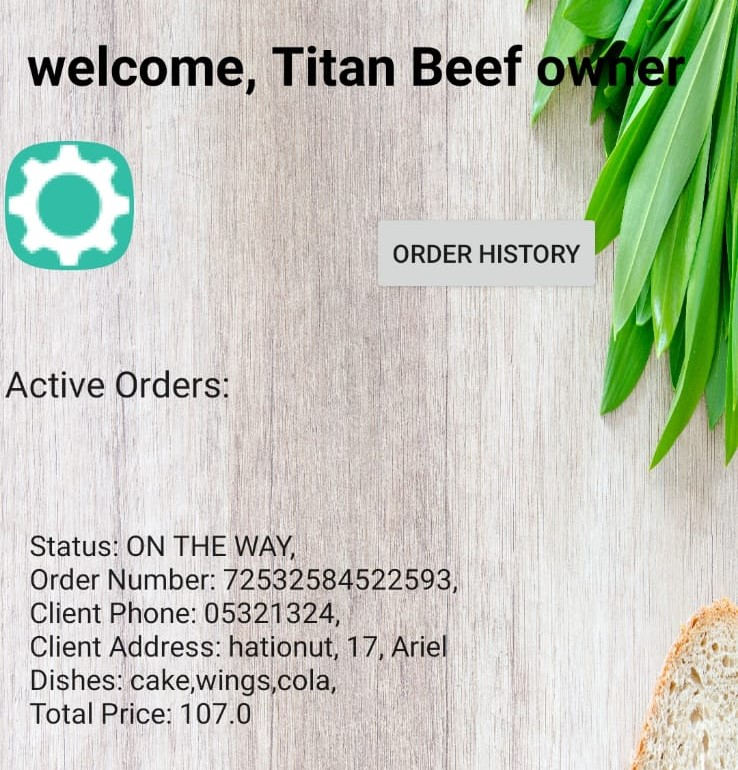 welcome, Titan Beef owner
ORDER HISTORY
Active Orders:
Status: ON THE WAY,
Order Number: 72532584522593,
Client Phone: 05321324,
Client Address: hationut, 17, Ariel
Dishes: cake,wings,cola,
Total Price: 107.0